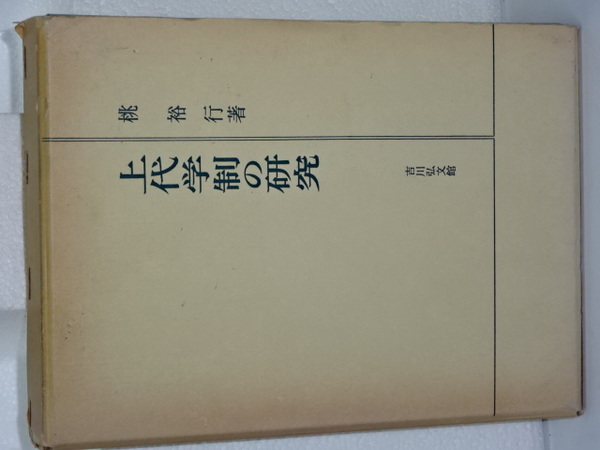 桃裕行著
上代学制の研究
吉川弘文館